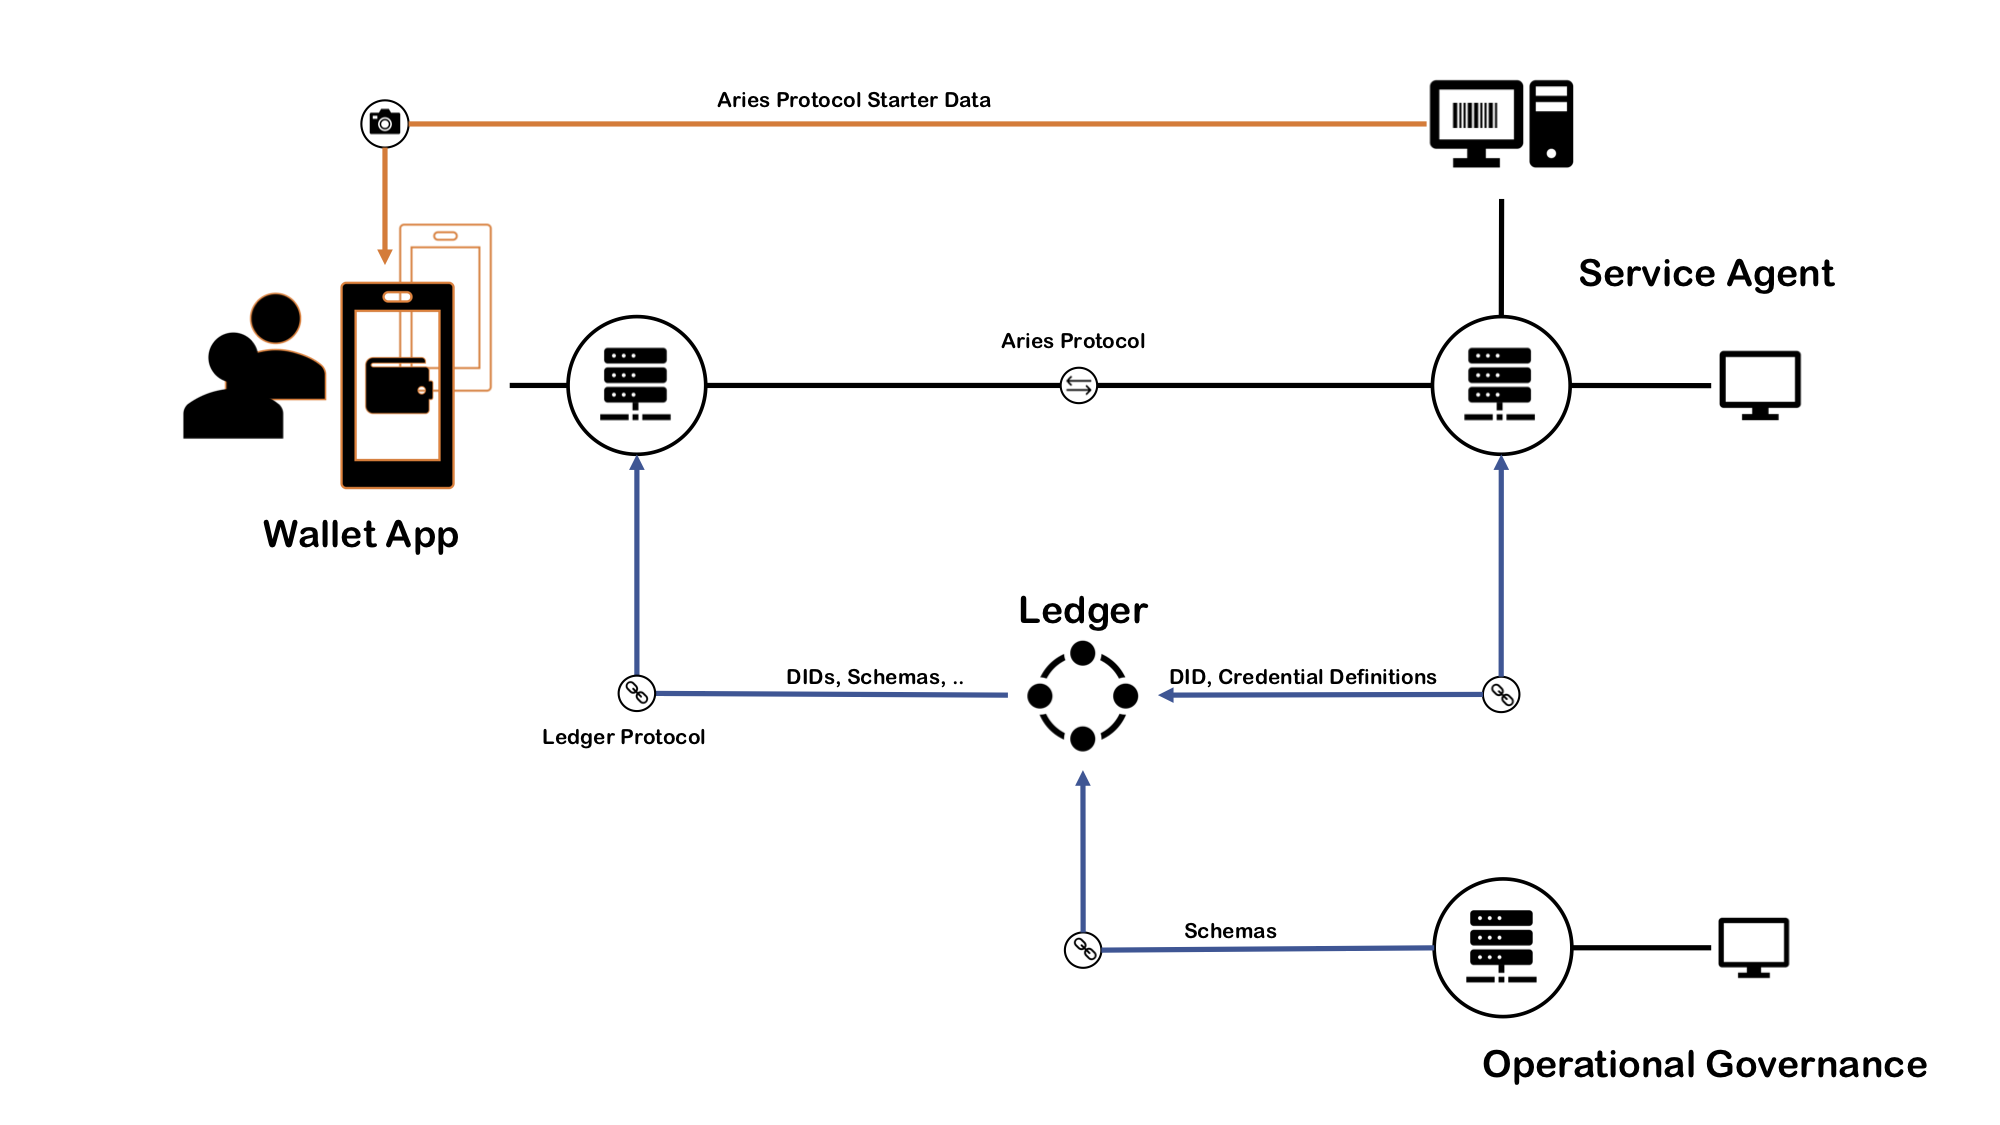 Aries Protocol Starter Data
Service Agent
Aries Protocol
Wallet App
Ledger
DIDs, Schemas, ..
DID, Credential Definitions
Ledger Protocol
Schemas
Operational Governance